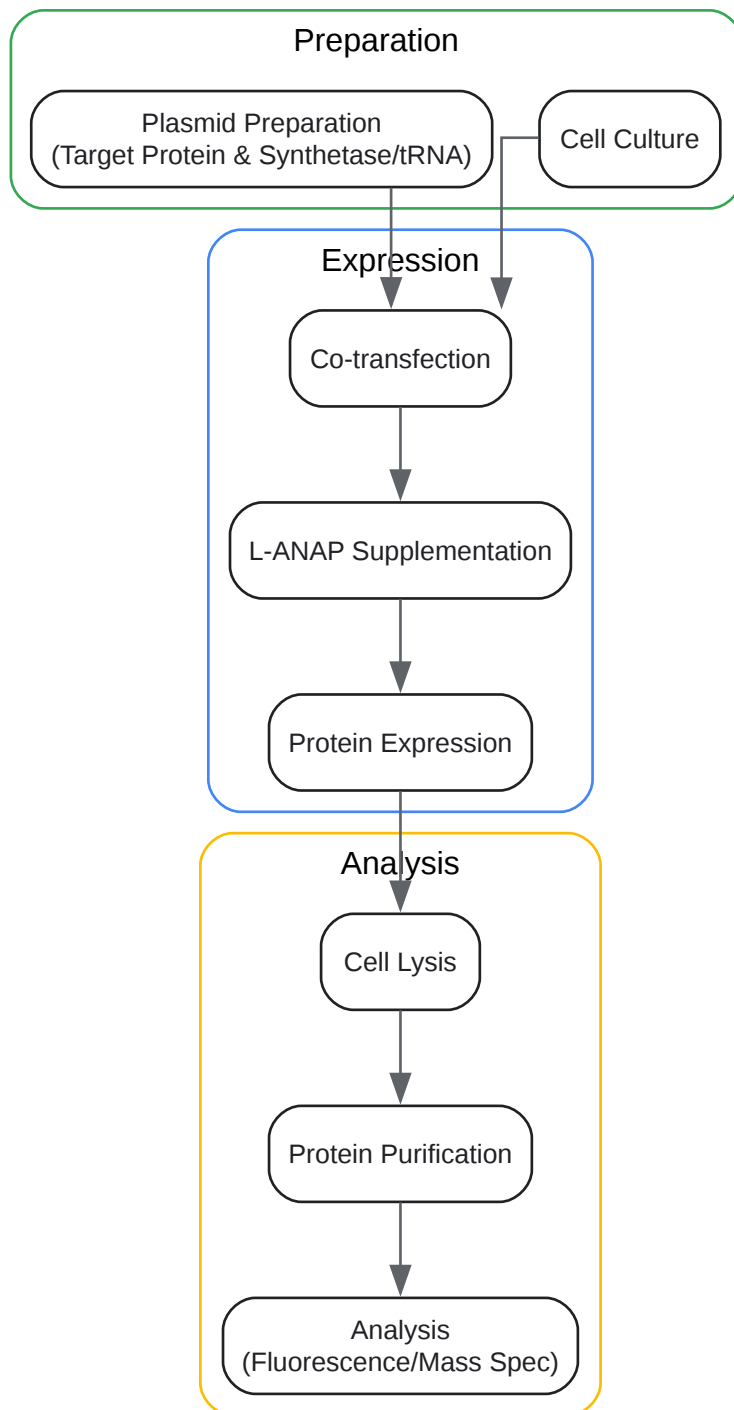 Preparation
Plasmid Preparation
(Target Protein & Synthetase/tRNA)
Cell Culture
Expression
Co-transfection
L-ANAP Supplementation
Protein Expression
Analysis
Cell Lysis
Protein Purification
Analysis
(Fluorescence/Mass Spec)